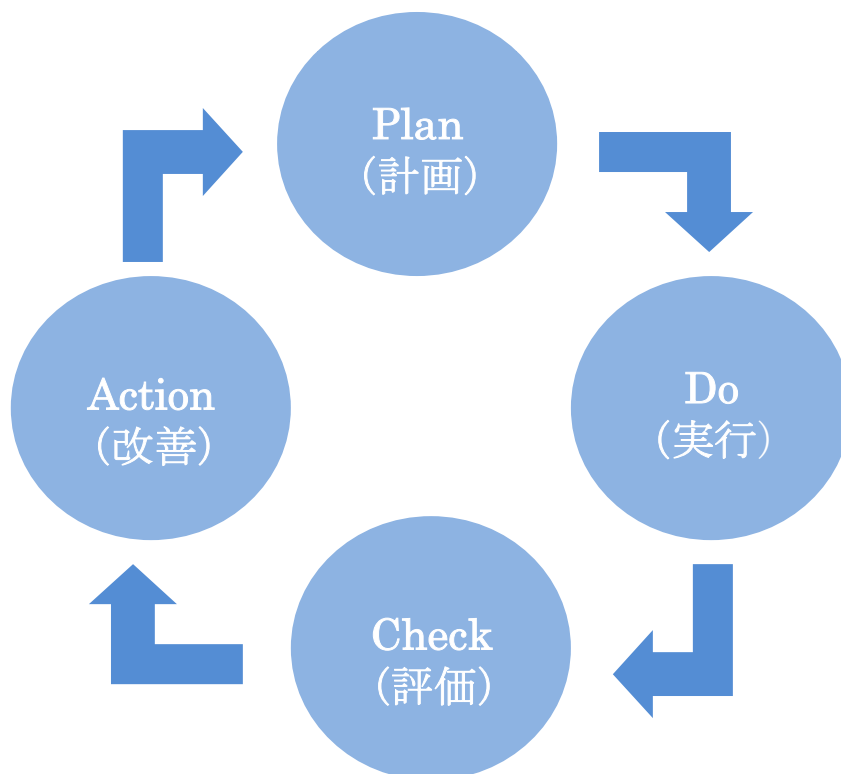 Plan
（計画）
Do
（実行）
Check
（評価）
Action
（改善）